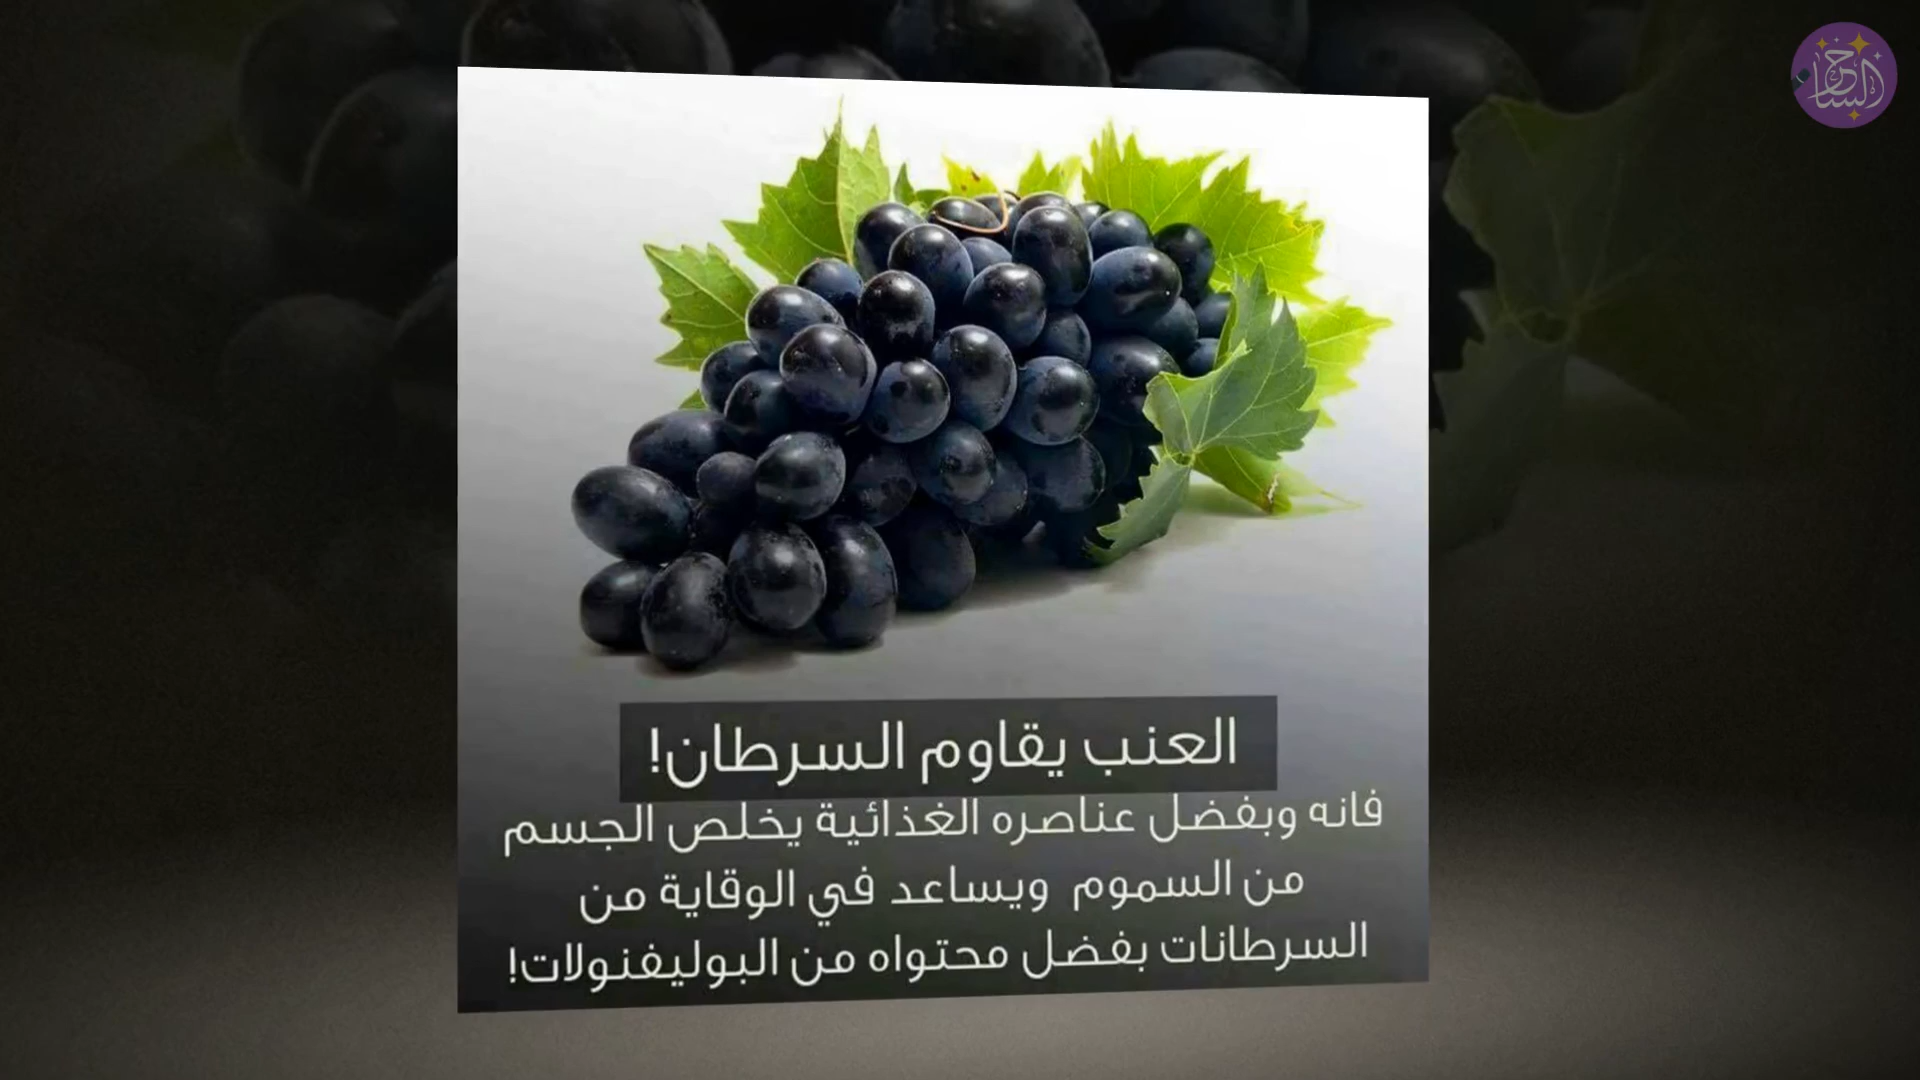 الساحر
العنب يقاوم السرطان!
فانه وبفضل عناصره الغذائية يخلص الجسم
من السموم ويساعد في الوقاية من
السرطانات بفضل محتواه من البوليفنولات!